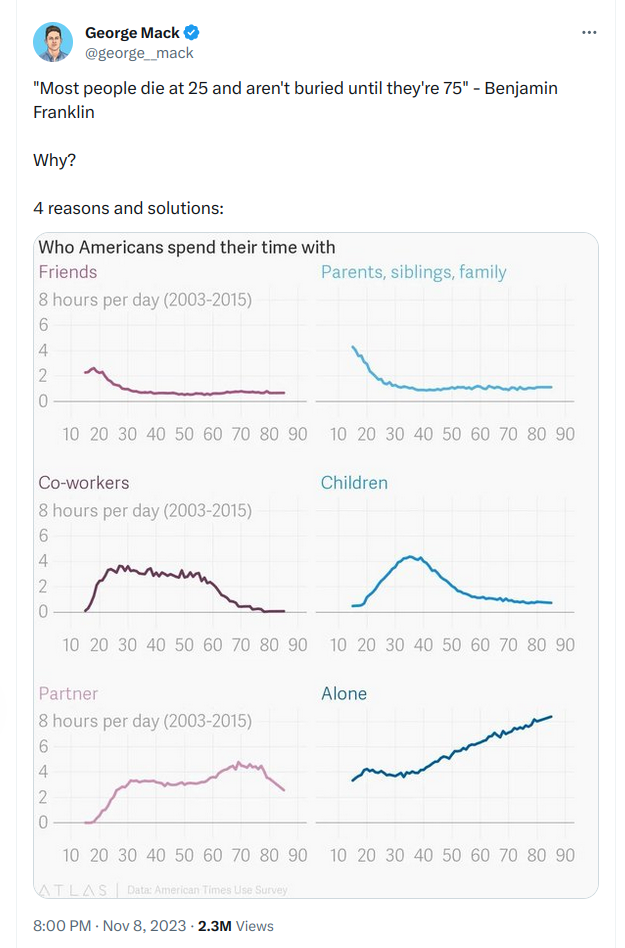 George Mack
@george__mack
"Most people die at 25 and aren't buried until they're 75" - Benjamin
Franklin
Why?
4 reasons and solutions:
Who Americans spend their time with
Friends
8 hours per day (2003-2015)
6
4
2
0
10 20 30 40 50 60 70 80 90
Parents, siblings, family
10 20 30 40 50 60 70 80 90
Co-workers
8 hours per day (2003-2015)
6
4
2
0
10 20 30 40 50 60 70 80 90
Children
10 20 30 40 50 60 70 80 90
Partner
8 hours per day (2003-2015)
6
4
2
0
10 20 30 40 50 60 70 80 90
Alone
10 20 30 40 50 60 70 80 90
ATLAS | Data: American Times Use Survey
8:00 PM · Nov 8, 2023 · 2.3M Views